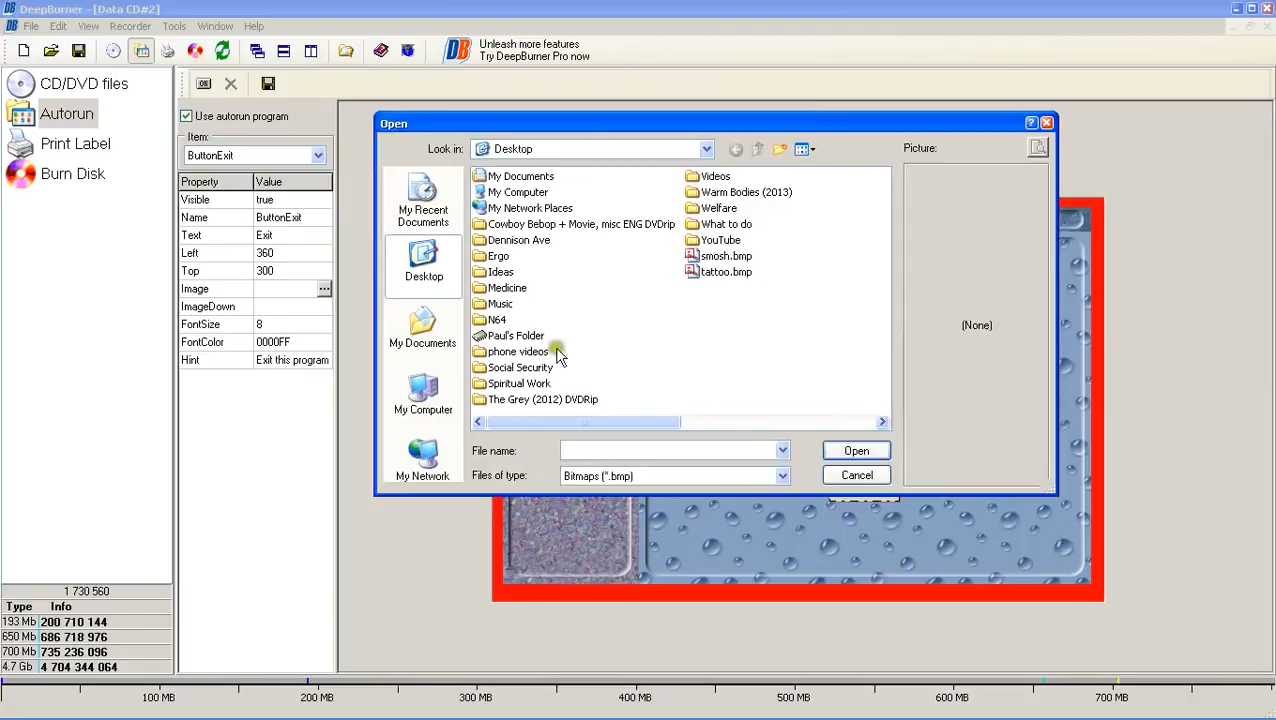 DeepBurner - [Data CD#2]
File Edit View Recorder Tools Window Help
Unleash more features
Try DeepBurner Pro now
CD/DVD files
Autorun
Print Label
Burn Disk
Use autorun program
Item:
ButtonExit
Property Value
Visible true
Name ButtonExit
Text Exit
Left 360
Top 300
Image
ImageDown
FontSize 8
FontColor 0000FF
Hint Exit this program
Open
Look in: Desktop
Picture:
My Recent
Documents
Desktop
My Documents
My Computer
My Network
My Documents
My Computer
My Network Places
Cowboy Bebop + Movie, misc ENG DVDrip
Dennison Ave
Ergo
Ideas
Medicine
Music
N64
Paul's Folder
phone videos
Social Security
Spiritual Work
The Grey (2012) DVDRip
Videos
Warm Bodies (2013)
Welfare
What to do
YouTube
smosh.bmp
tattoo.bmp
(None)
File name:
Open
Files of type: Bitmaps (*.bmp)
Cancel
1 730 560
Type Info
193 Mb 200 710 144
650 Mb 686 718 976
700 Mb 735 236 096
4.7 Gb 4 704 344 064
100 MB 200 MB 300 MB 400 MB 500 MB 600 MB 700 MB